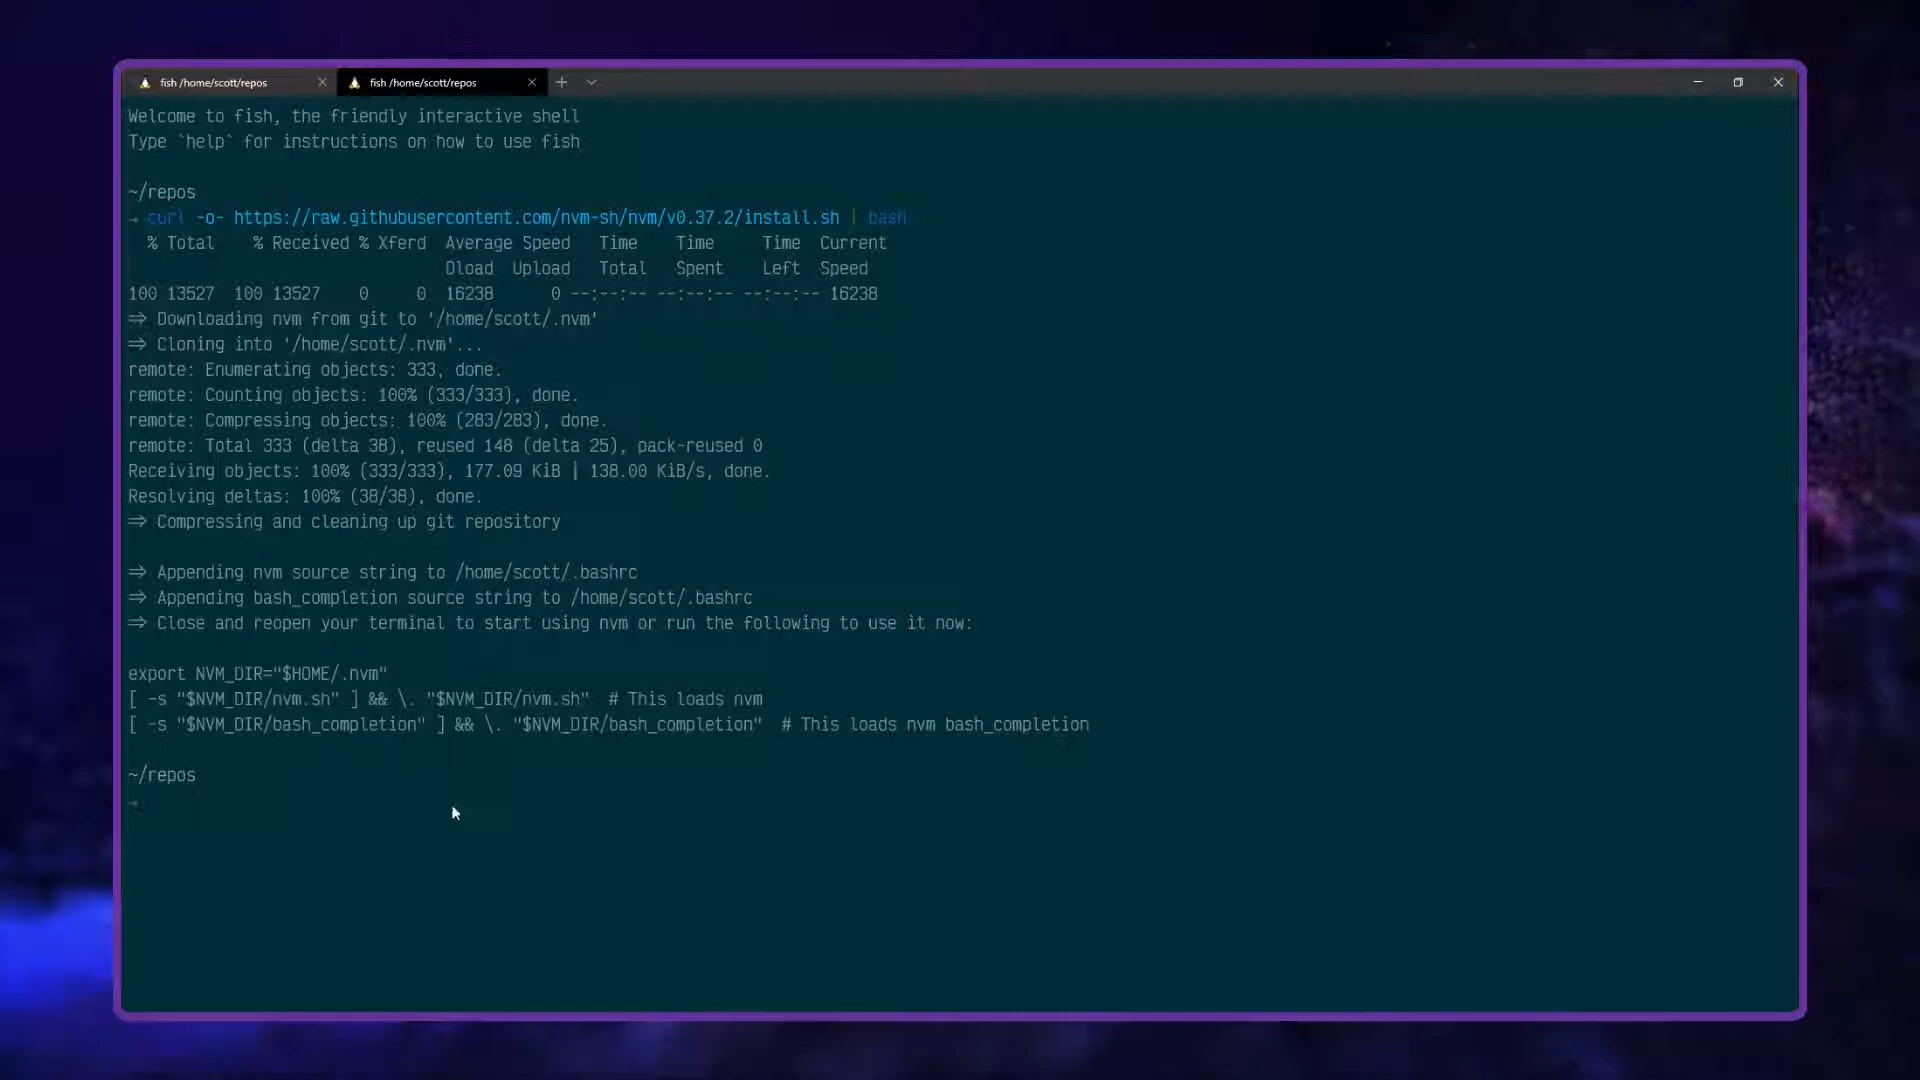 fish /home/scott/repos
fish /home/scott/repos
Welcome to fish, the friendly interactive shell
Type `help` for instructions on how to use fish
~/repos
→ curl -o- https://raw.githubusercontent.com/nvm-sh/nvm/v0.37.2/install.sh | bash
% Total % Received % Xferd Average Speed Time Time Time Current
Dload Upload Total Spent Left Speed
100 13527 100 13527 0 0 16238 0 --:--:-- --:--:-- --:--:-- 16238
=> Downloading nvm from git to '/home/scott/.nvm'
=> Cloning into '/home/scott/.nvm'...
remote: Enumerating objects: 333, done.
remote: Counting objects: 100% (333/333), done.
remote: Compressing objects: 100% (283/283), done.
remote: Total 333 (delta 38), reused 148 (delta 25), pack-reused 0
Receiving objects: 100% (333/333), 177.09 KiB | 138.00 KiB/s, done.
Resolving deltas: 100% (38/38), done.
=> Compressing and cleaning up git repository
=> Appending nvm source string to /home/scott/.bashrc
=> Appending bash_completion source string to /home/scott/.bashrc
=> Close and reopen your terminal to start using nvm or run the following to use it now:
export NVM_DIR="$HOME/.nvm"
[ -s "$NVM_DIR/nvm.sh" ] && \. "$NVM_DIR/nvm.sh" # This loads nvm
[ -s "$NVM_DIR/bash_completion" ] && \. "$NVM_DIR/bash_completion" # This loads nvm bash_completion
~/repos
→